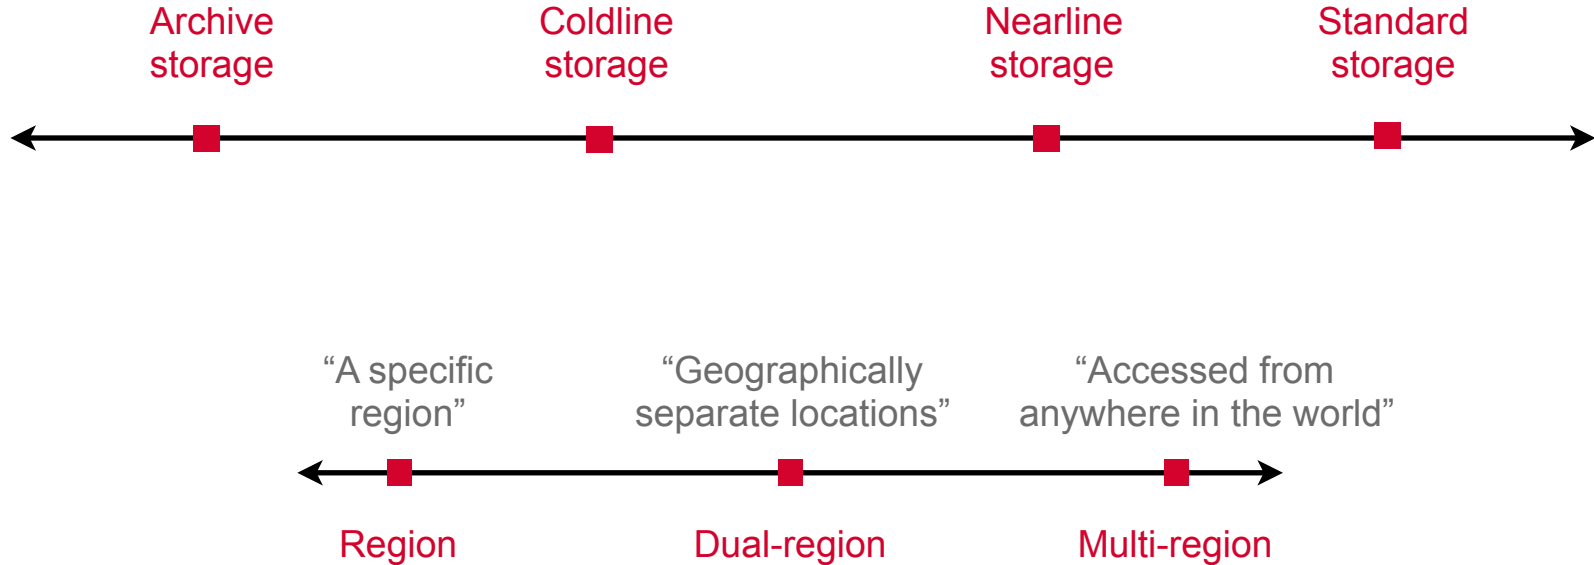 Archive
storage
Coldline
storage
Nearline
storage
Standard
storage
“A specific
region”
“Geographically
separate locations”
“Accessed from
anywhere in the world”
Region
Dual-region
Multi-region